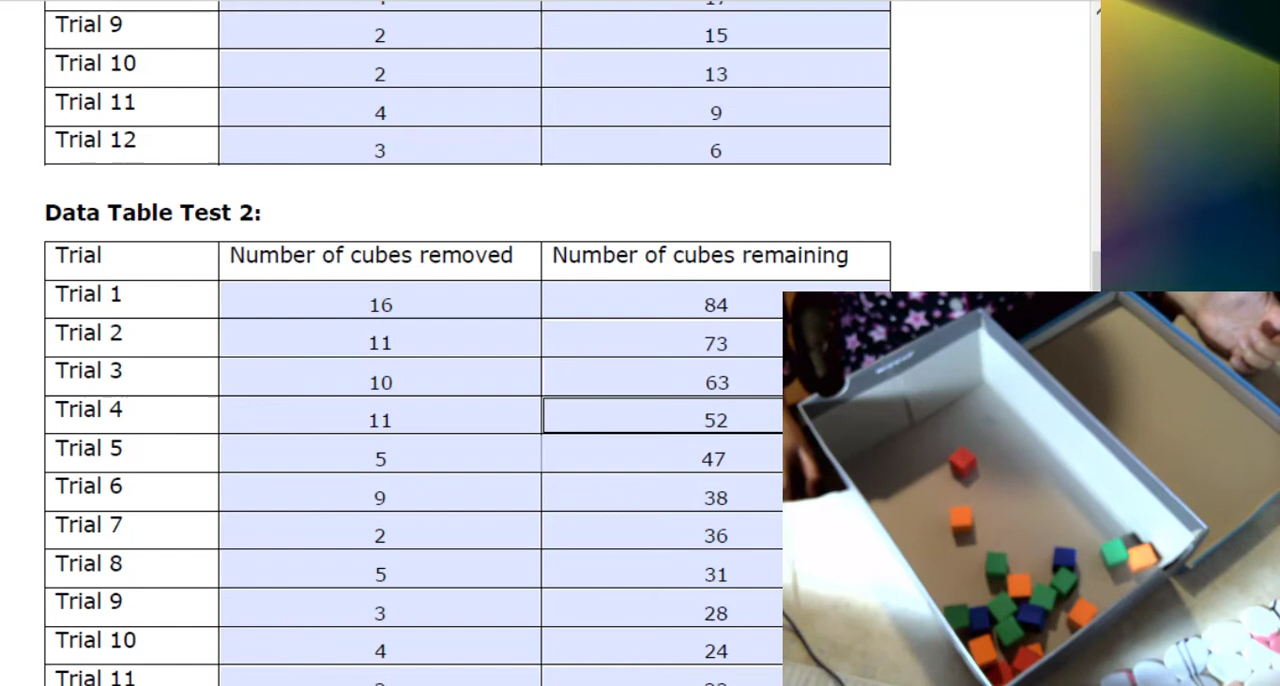 Trial 9 2 15
Trial 10 2 13
Trial 11 4 9
Trial 12 3 6
Data Table Test 2:
Trial Number of cubes removed Number of cubes remaining
Trial 1 16 84
Trial 2 11 73
Trial 3 10 63
Trial 4 11 52
Trial 5 5 47
Trial 6 9 38
Trial 7 2 36
Trial 8 5 31
Trial 9 3 28
Trial 10 4 24
Trial 11